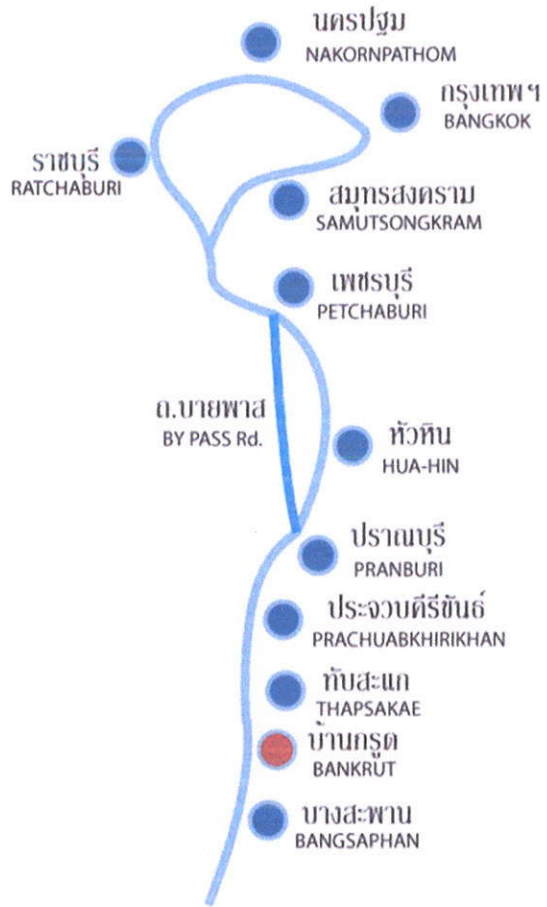 นครปฐม
NAKORNPATHOM
กรุงเทพฯ
BANGKOK
ราชบุรี
RATCHABURI
สมุทรสงคราม
SAMUTSONGKRAM
เพชรบุรี
PETCHABURI
ถ.บายพาส
BY PASS Rd.
หัวหิน
HUA-HIN
ปราณบุรี
PRANBURI
ประจวบคีรีขันธ์
PRACHUABKHIRIKHAN
ทับสะแก
THAPSAKAE
บ้านกรูด
BANKRUT
บางสะพาน
BANGSAPHAN